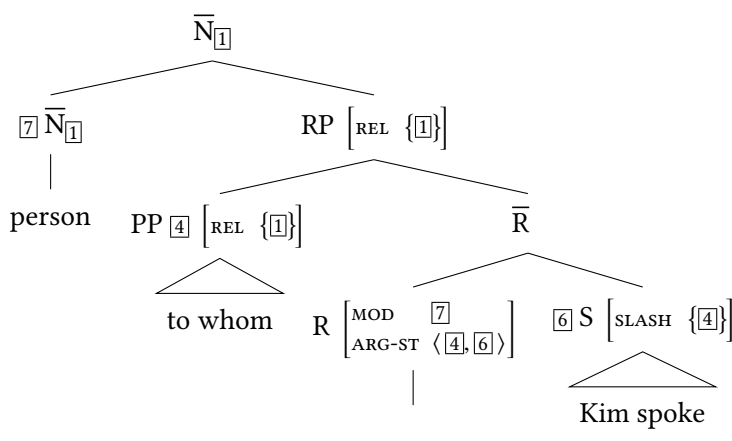 N̅ 1
7 N̅ 1 RP [REL {1}]
person PP 4 [REL {1}] R̅
to whom R [MOD 7 ARG-ST ⟨4, 6⟩] 6 S [SLASH {4}]
Kim spoke